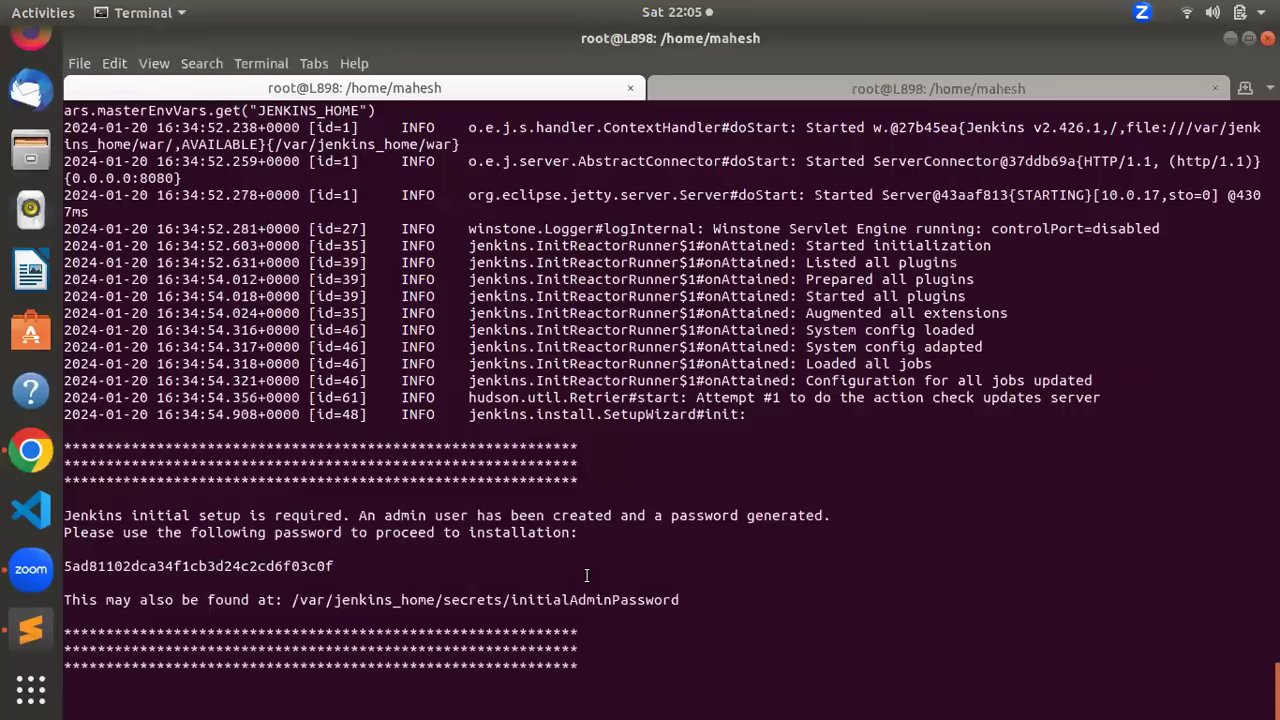 Activities
Terminal
Sat 22:05
Z
root@L898: /home/mahesh
File Edit View Search Terminal Tabs Help
root@L898: /home/mahesh ×
root@L898: /home/mahesh ×
ars.masterEnvVars.get("JENKINS_HOME")
2024-01-20 16:34:52.238+0000 [id=1] INFO o.e.j.s.handler.ContextHandler#doStart: Started w.@27b45ea{Jenkins v2.426.1,/,file:///var/jenk
ins_home/war/,AVAILABLE}{/var/jenkins_home/war}
2024-01-20 16:34:52.259+0000 [id=1] INFO o.e.j.server.AbstractConnector#doStart: Started ServerConnector@37ddb69a{HTTP/1.1, (http/1.1)}
{0.0.0.0:8080}
2024-01-20 16:34:52.278+0000 [id=1] INFO org.eclipse.jetty.server.Server#doStart: Started Server@43aaf813{STARTING}[10.0.17,sto=0] @430
7ms
2024-01-20 16:34:52.281+0000 [id=27] INFO winstone.Logger#logInternal: Winstone Servlet Engine running: controlPort=disabled
2024-01-20 16:34:52.603+0000 [id=35] INFO jenkins.InitReactorRunner$1#onAttained: Started initialization
2024-01-20 16:34:52.631+0000 [id=39] INFO jenkins.InitReactorRunner$1#onAttained: Listed all plugins
2024-01-20 16:34:54.012+0000 [id=39] INFO jenkins.InitReactorRunner$1#onAttained: Prepared all plugins
2024-01-20 16:34:54.018+0000 [id=39] INFO jenkins.InitReactorRunner$1#onAttained: Started all plugins
2024-01-20 16:34:54.024+0000 [id=35] INFO jenkins.InitReactorRunner$1#onAttained: Augmented all extensions
2024-01-20 16:34:54.316+0000 [id=46] INFO jenkins.InitReactorRunner$1#onAttained: System config loaded
2024-01-20 16:34:54.317+0000 [id=46] INFO jenkins.InitReactorRunner$1#onAttained: System config adapted
2024-01-20 16:34:54.318+0000 [id=46] INFO jenkins.InitReactorRunner$1#onAttained: Loaded all jobs
2024-01-20 16:34:54.321+0000 [id=46] INFO jenkins.InitReactorRunner$1#onAttained: Configuration for all jobs updated
2024-01-20 16:34:54.356+0000 [id=61] INFO hudson.util.Retrier#start: Attempt #1 to do the action check updates server
2024-01-20 16:34:54.908+0000 [id=48] INFO jenkins.install.SetupWizard#init:
*************************************************************
*************************************************************
*************************************************************
Jenkins initial setup is required. An admin user has been created and a password generated.
Please use the following password to proceed to installation:
5ad81102dca34f1cb3d24c2cd6f03c0f
This may also be found at: /var/jenkins_home/secrets/initialAdminPassword
*************************************************************
*************************************************************
*************************************************************
zoom